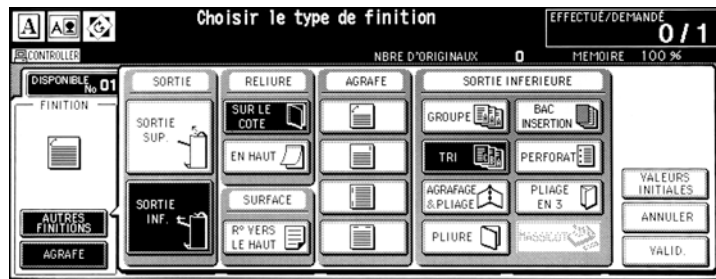 Choisir le type de finition
EFFECTUÉ/DEMANDÉ
0/1
CONTROLLER
NBRE D'ORIGINAUX 0 MEMOIRE 100 %
DISPONIBLE
No 01
FINITION
AUTRES
FINITIONS
AGRAFE
SORTIE
SORTIE
SUP.
SORTIE
INF.
RELIURE
SUR LE
COTE
EN HAUT
SURFACE
Rº VERS
LE HAUT
AGRAFE
SORTIE INFERIEURE
GROUPE
BAC
INSERTION
TRI
PERFORAT
AGRAFAGE
&PLIAGE
PLIAGE
EN 3
PLIURE
MASSICOT
VALEURS
INITIALES
ANNULER
VALID.